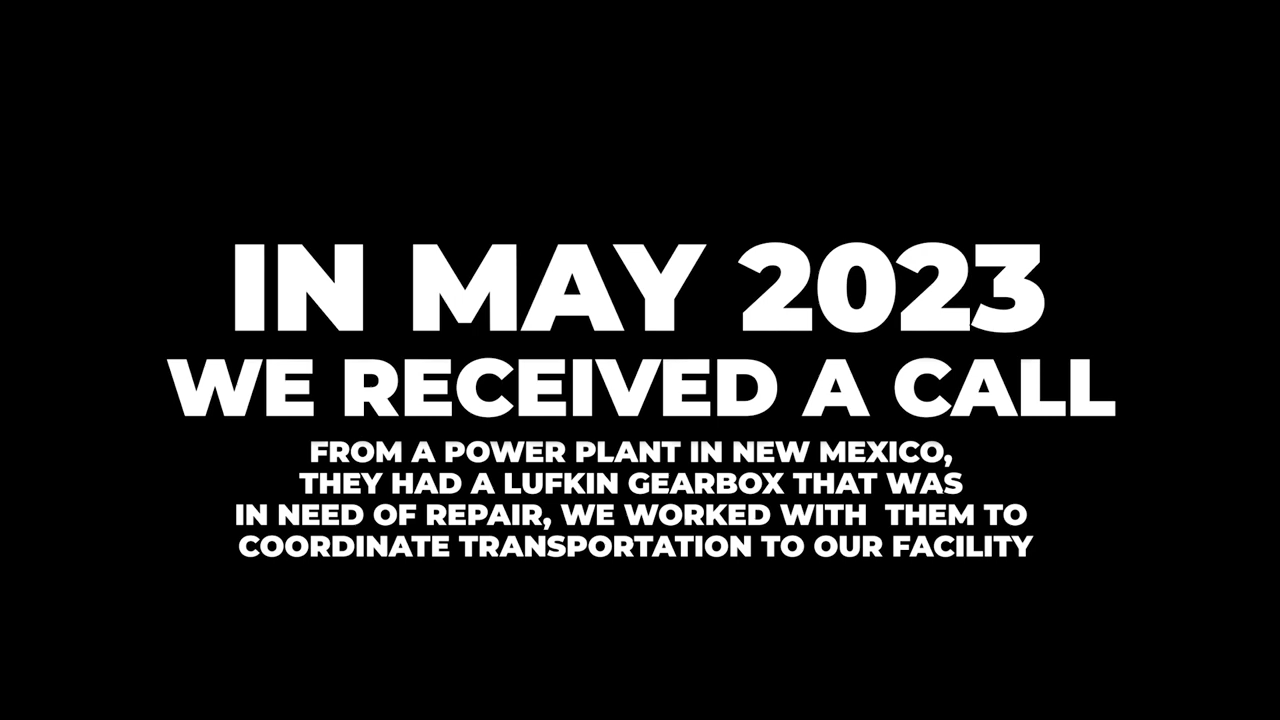 IN MAY 2023
WE RECEIVED A CALL
FROM A POWER PLANT IN NEW MEXICO,
THEY HAD A LUFKIN GEARBOX THAT WAS
IN NEED OF REPAIR, WE WORKED WITH  THEM TO
COORDINATE TRANSPORTATION TO OUR FACILITY